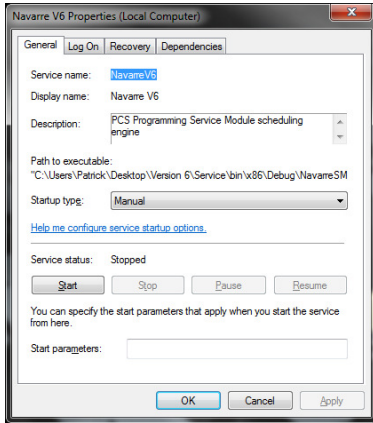 Navarre V6 Properties (Local Computer)
General Log On Recovery Dependencies
Service name: NavarreV6
Display name: Navarre V6
Description: PCS Programming Service Module scheduling
engine
Path to executable:
"C:\Users\Patrick\Desktop\Version 6\Service\bin\x86\Debug\NavarreSM
Startup type: Manual
Help me configure service startup options.
Service status: Stopped
Start Stop Pause Resume
You can specify the start parameters that apply when you start the service
from here.
Start parameters:
OK Cancel Apply